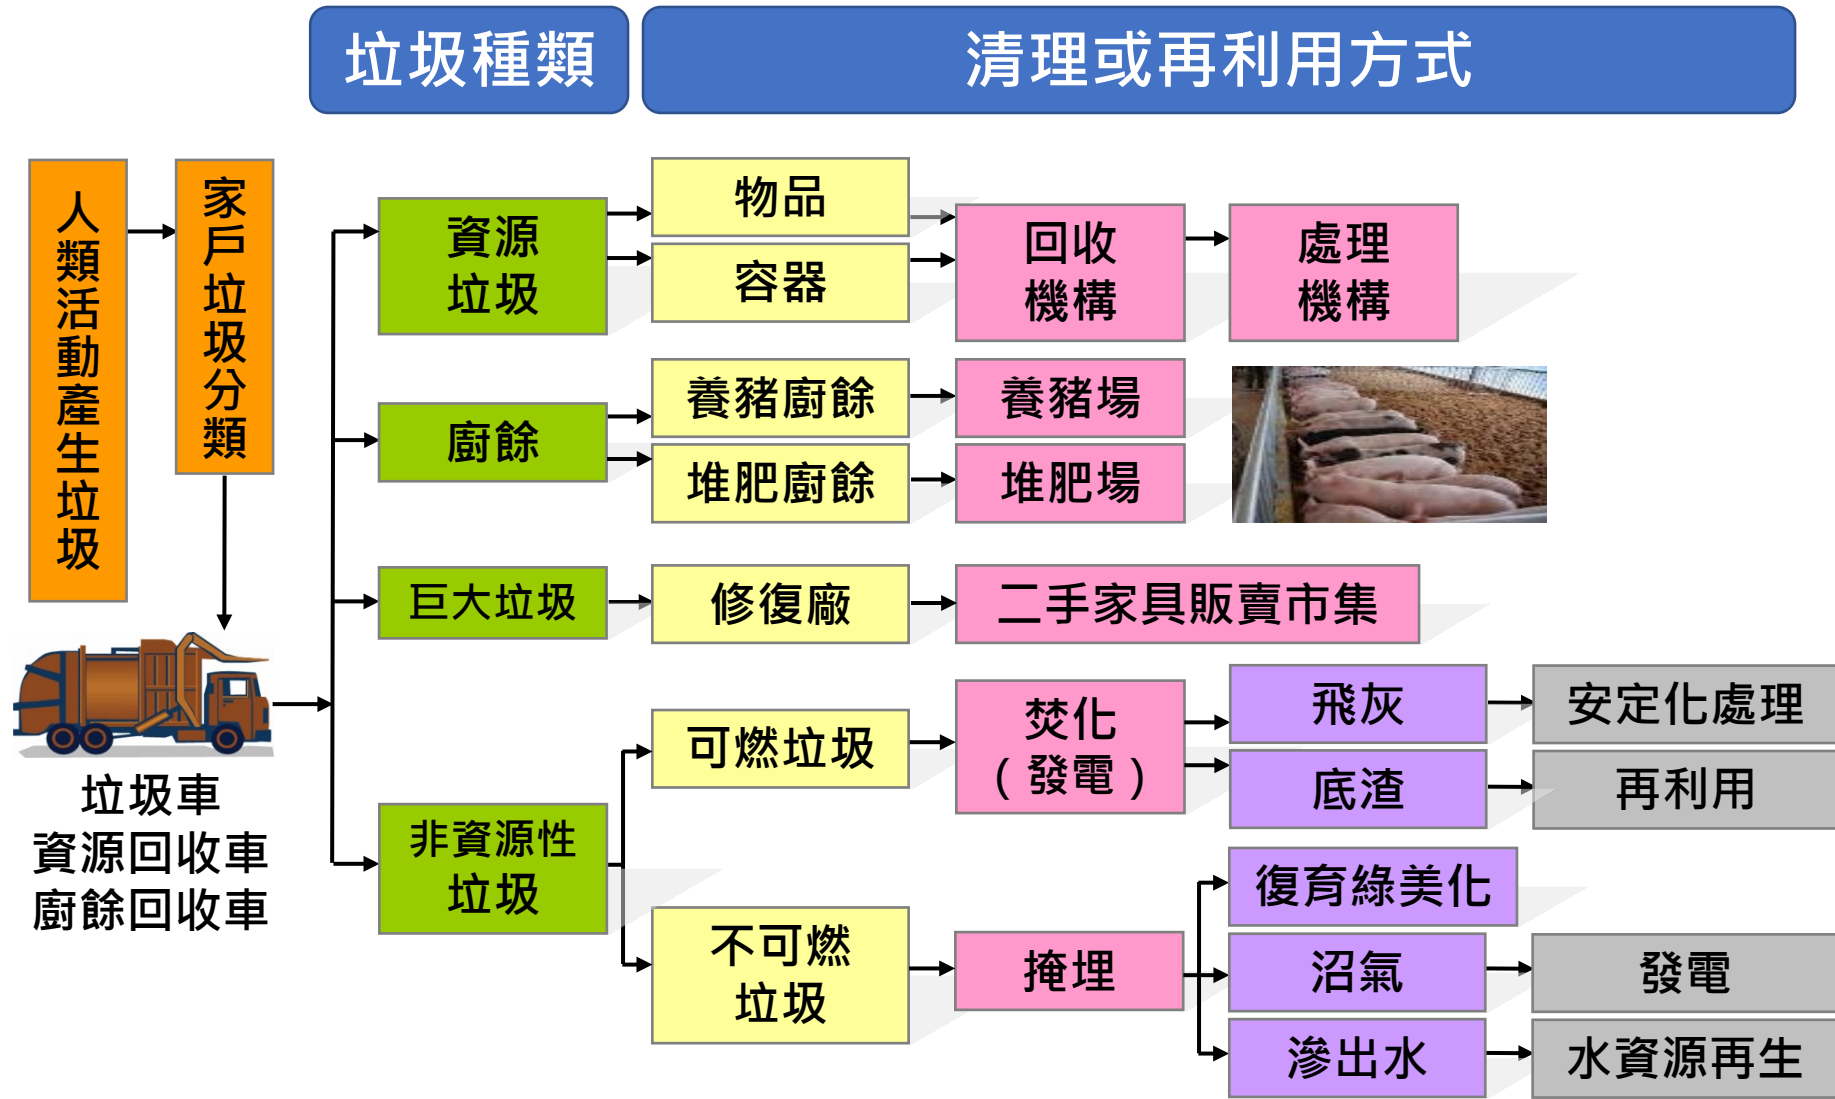 垃圾種類
清理或再利用方式
人類活動產生垃圾
家戶垃圾分類
垃圾車
資源回收車
廚餘回收車
資源
垃圾
物品
容器
回收
機構
處理
機構
廚餘
養豬廚餘
養豬場
堆肥廚餘
堆肥場
巨大垃圾
修復廠
二手家具販賣市集
非資源性
垃圾
可燃垃圾
焚化
（發電）
飛灰
安定化處理
底渣
再利用
不可燃
垃圾
掩埋
復育綠美化
沼氣
發電
滲出水
水資源再生